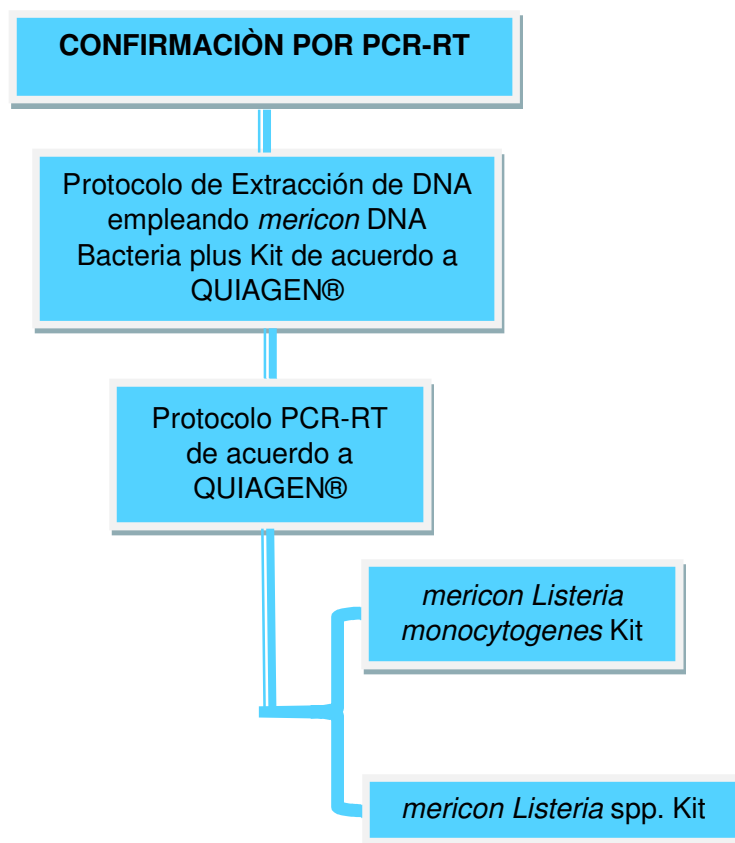 CONFIRMACIÒN POR PCR-RT
Protocolo de Extracción de DNA
empleando mericon DNA
Bacteria plus Kit de acuerdo a
QUIAGEN®
Protocolo PCR-RT
de acuerdo a
QUIAGEN®
mericon Listeria
monocytogenes Kit
mericon Listeria spp. Kit